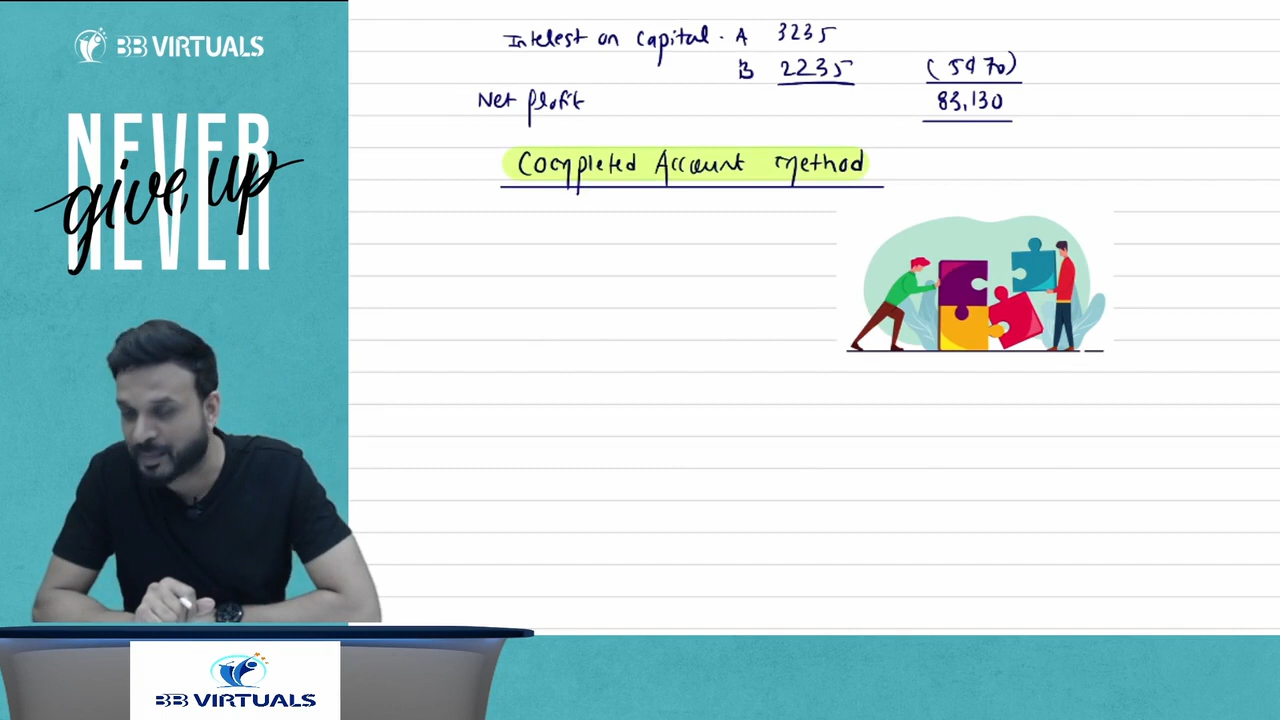 BB VIRTUALS
NEVER
give up
NEVER
Interest on Capital. A 3235
B 2235 (5470)
Net profit 83,130
Completed Account Method
BB VIRTUALS